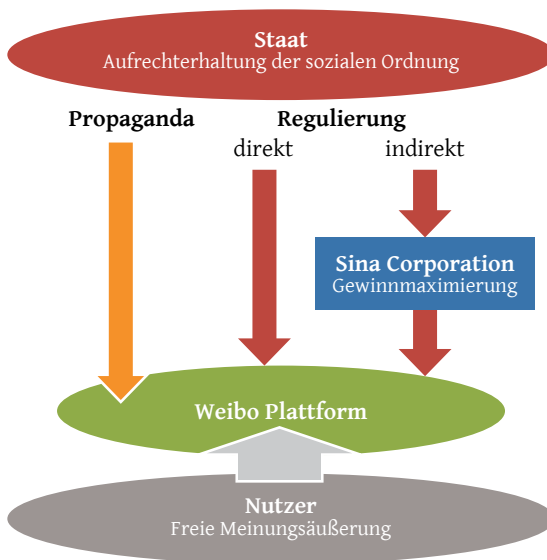 Staat
Aufrechterhaltung der sozialen Ordnung
Propaganda
Regulierung
direkt
indirekt
Sina Corporation
Gewinnmaximierung
Weibo Plattform
Nutzer
Freie Meinungsäußerung